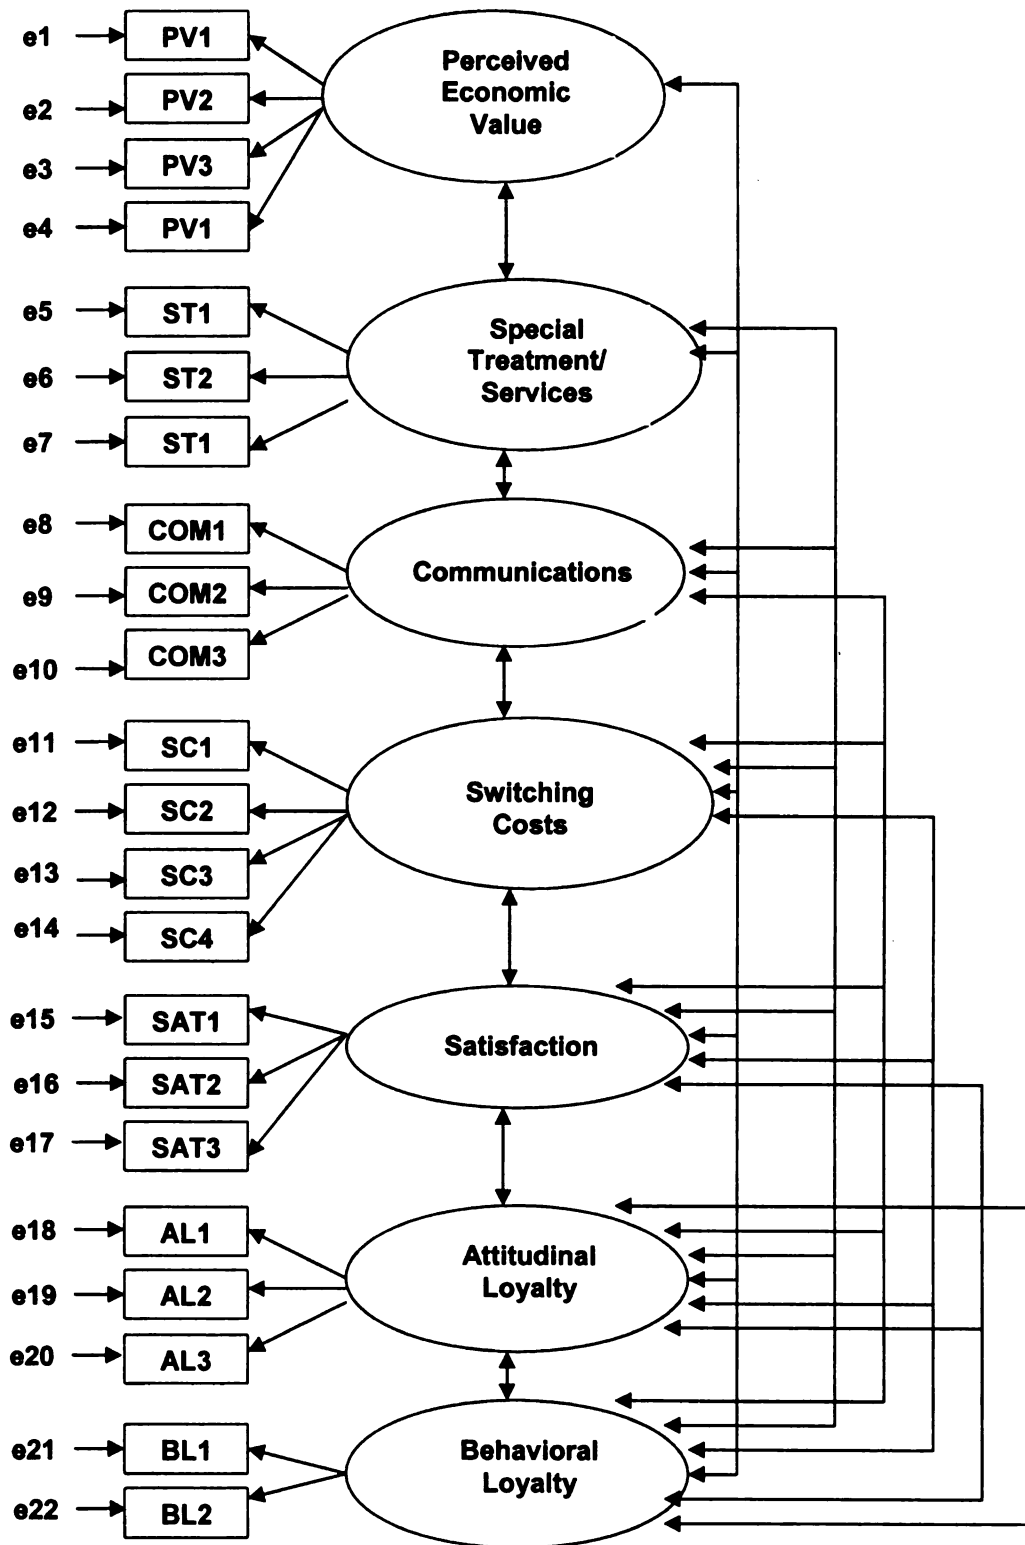 e1
PV1
e2
PV2
e3
PV3
e4
PV1
Perceived
Economic
Value
e5
ST1
e6
ST2
e7
ST1
Special
Treatment/
Services
e8
COM1
e9
COM2
e10
COM3
Communications
e11
SC1
e12
SC2
e13
SC3
e14
SC4
Switching
Costs
e15
SAT1
e16
SAT2
e17
SAT3
Satisfaction
e18
AL1
e19
AL2
e20
AL3
Attitudinal
Loyalty
e21
BL1
e22
BL2
Behavioral
Loyalty